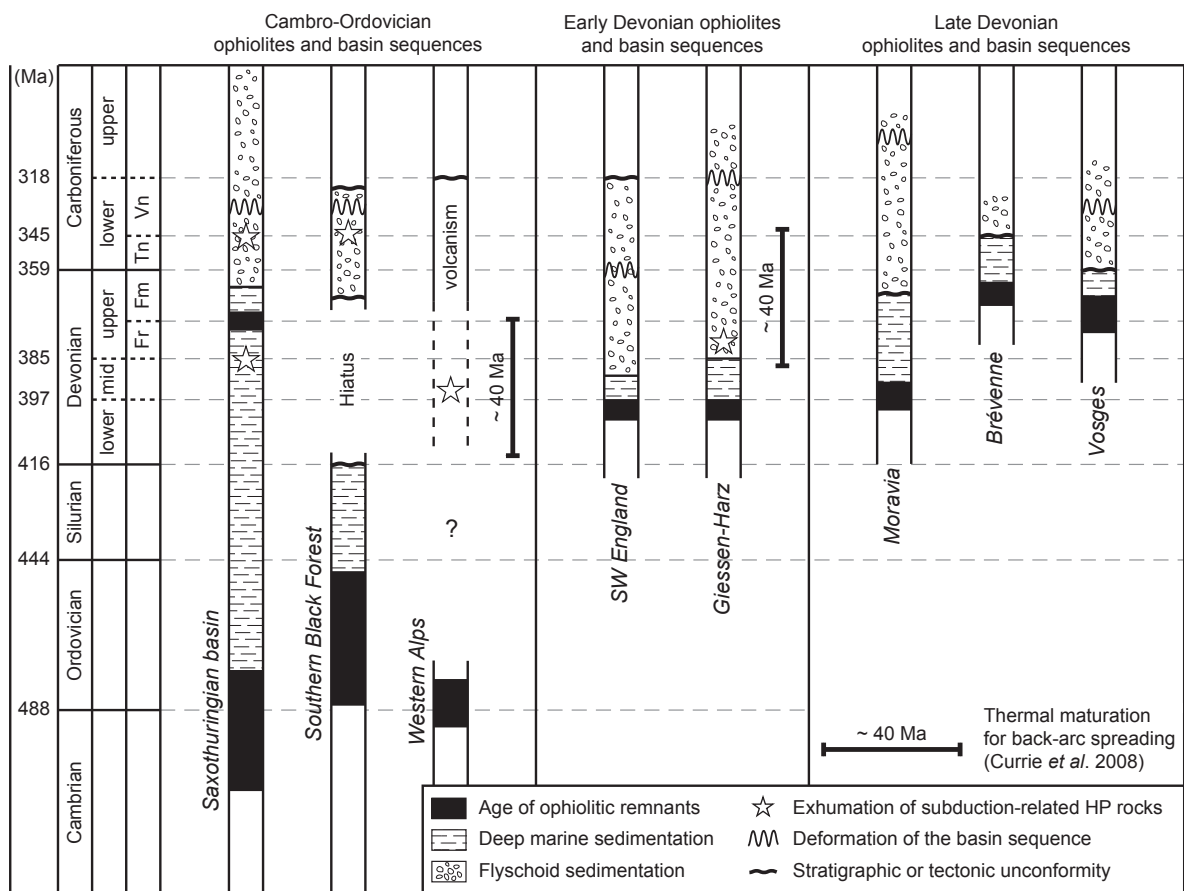 Cambro-Ordovician
ophiolites and basin sequences
Early Devonian ophiolites
and basin sequences
Late Devonian
ophiolites and basin sequences
(Ma)
318
345
359
385
397
416
444
488
Carboniferous
upper
lower
Vn
Tn
Devonian
upper
Fm
Fr
mid
lower
Silurian
Ordovician
Cambrian
Saxothuringian basin
Southern Black Forest
Hiatus
Western Alps
volcanism
?
~ 40 Ma
SW England
Giessen-Harz
~ 40 Ma
Moravia
Brévenne
Vosges
~ 40 Ma
Thermal maturation
for back-arc spreading
(Currie et al. 2008)
Age of ophiolitic remnants
Deep marine sedimentation
Flyschoid sedimentation
Exhumation of subduction-related HP rocks
Deformation of the basin sequence
Stratigraphic or tectonic unconformity